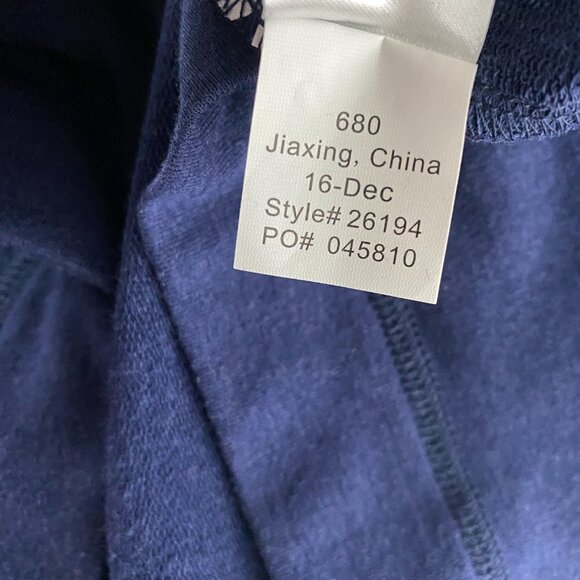 680
Jiaxing, China
16-Dec
Style# 26194
PO# 045810